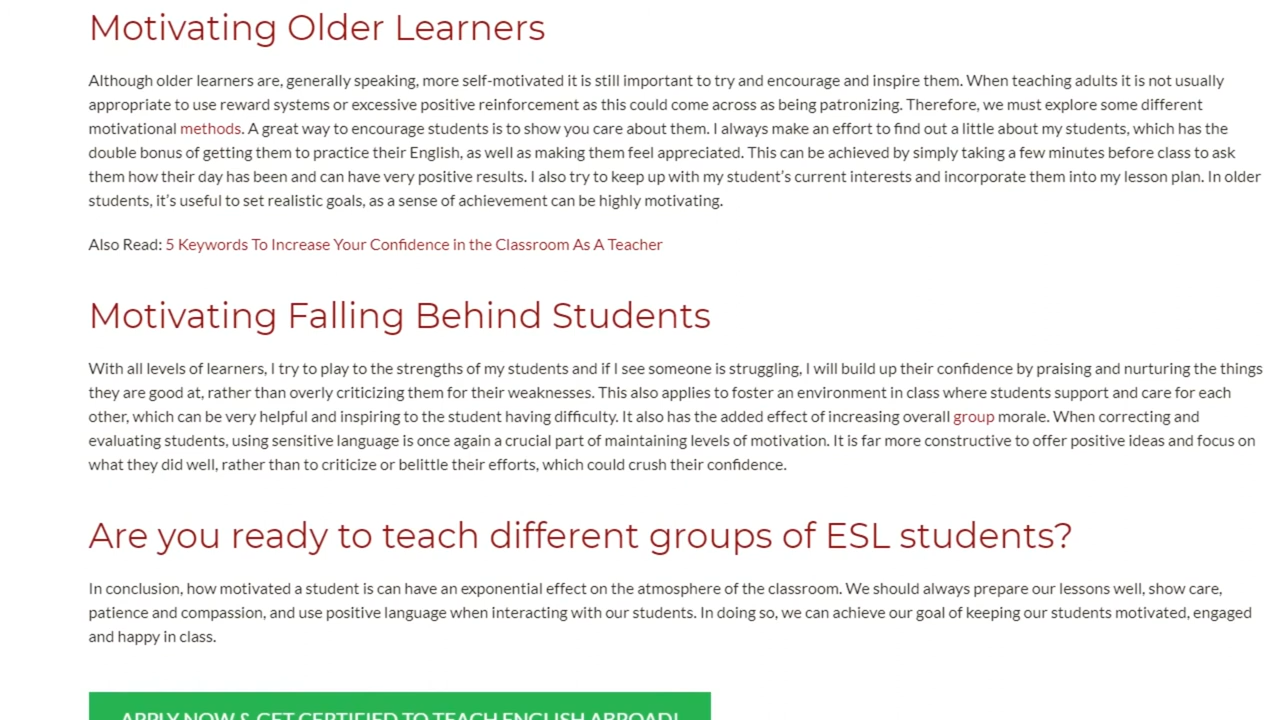 Motivating Older Learners
Although older learners are, generally speaking, more self-motivated it is still important to try and encourage and inspire them. When teaching adults it is not usually
appropriate to use reward systems or excessive positive reinforcement as this could come across as being patronizing. Therefore, we must explore some different
motivational methods. A great way to encourage students is to show you care about them. I always make an effort to find out a little about my students, which has the
double bonus of getting them to practice their English, as well as making them feel appreciated. This can be achieved by simply taking a few minutes before class to ask
them how their day has been and can have very positive results. I also try to keep up with my student’s current interests and incorporate them into my lesson plan. In older
students, it’s useful to set realistic goals, as a sense of achievement can be highly motivating.
Also Read: 5 Keywords To Increase Your Confidence in the Classroom As A Teacher
Motivating Falling Behind Students
With all levels of learners, I try to play to the strengths of my students and if I see someone is struggling, I will build up their confidence by praising and nurturing the things
they are good at, rather than overly criticizing them for their weaknesses. This also applies to foster an environment in class where students support and care for each
other, which can be very helpful and inspiring to the student having difficulty. It also has the added effect of increasing overall group morale. When correcting and
evaluating students, using sensitive language is once again a crucial part of maintaining levels of motivation. It is far more constructive to offer positive ideas and focus on
what they did well, rather than to criticize or belittle their efforts, which could crush their confidence.
Are you ready to teach different groups of ESL students?
In conclusion, how motivated a student is can have an exponential effect on the atmosphere of the classroom. We should always prepare our lessons well, show care,
patience and compassion, and use positive language when interacting with our students. In doing so, we can achieve our goal of keeping our students motivated, engaged
and happy in class.
APPLY NOW & GET CERTIFIED TO TEACH ENGLISH ABROAD!